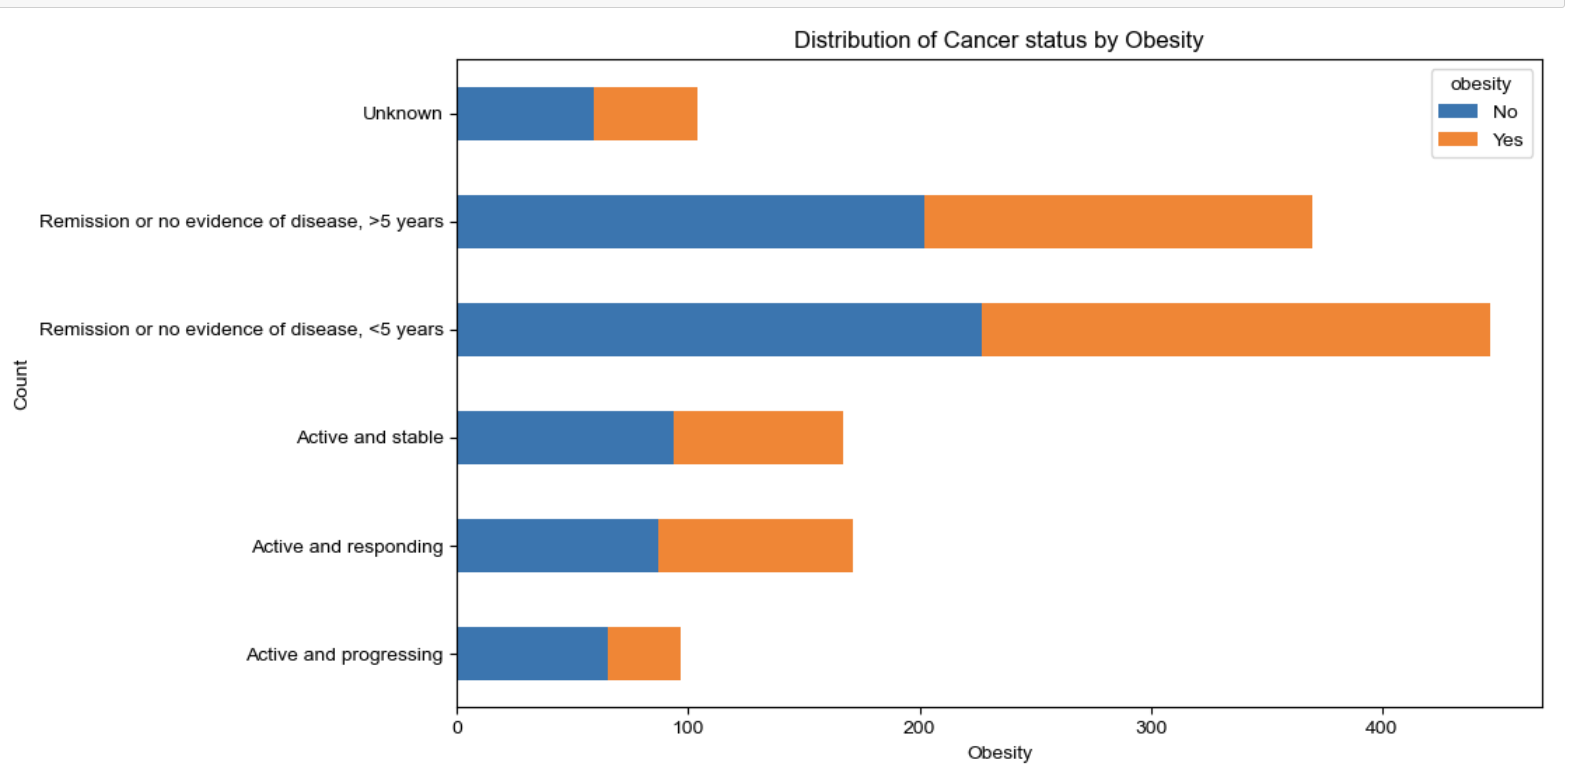 Distribution of Cancer status by Obesity
obesity
No
Yes
Unknown
Remission or no evidence of disease, >5 years
Remission or no evidence of disease, <5 years
Active and stable
Active and responding
Active and progressing
Count
0 100 200 300 400
Obesity